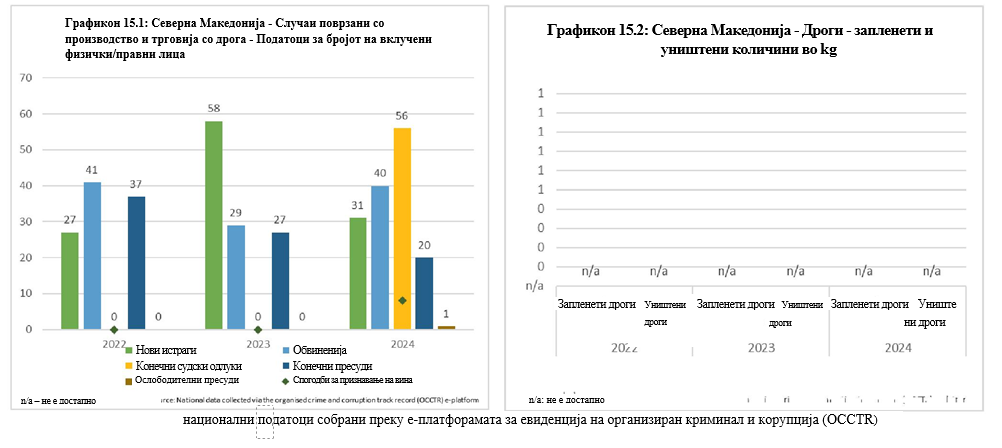 Графикон 15.1: Северна Македонија - Случаи поврзани со
производство и трговија со дрога - Податоци за бројот на вклучени
физички/правни лица
70
60
50
40
30
20
10
0
27
41
0
37
0
58
29
0
27
0
31
40
56
20
1
2022
2023
2024
Нови истраги
Обвиненија
Конечни судски одлуки
Конечни пресуди
Ослободителни пресуди
Спогодби за признавање на вина
n/a – не е достапно
urce: National data collected via the organised crime and corruption track record (OCCTR) e-platform
Графикон 15.2: Северна Македонија - Дроги - запленети и
уништени количини во kg
1
1
1
1
1
1
0
0
0
0
n/a
n/a
n/a
n/a
n/a
n/a
n/a
Запленети дроги
Уништени
дроги
Запленети дроги
Уништени
дроги
Запленети дроги
Униште
ни дроги
2022
2023
2024
n/a: не е достапно
национални податоци собрани преку е-платформата за евиденција на организиран криминал и корупција (OCCTR)